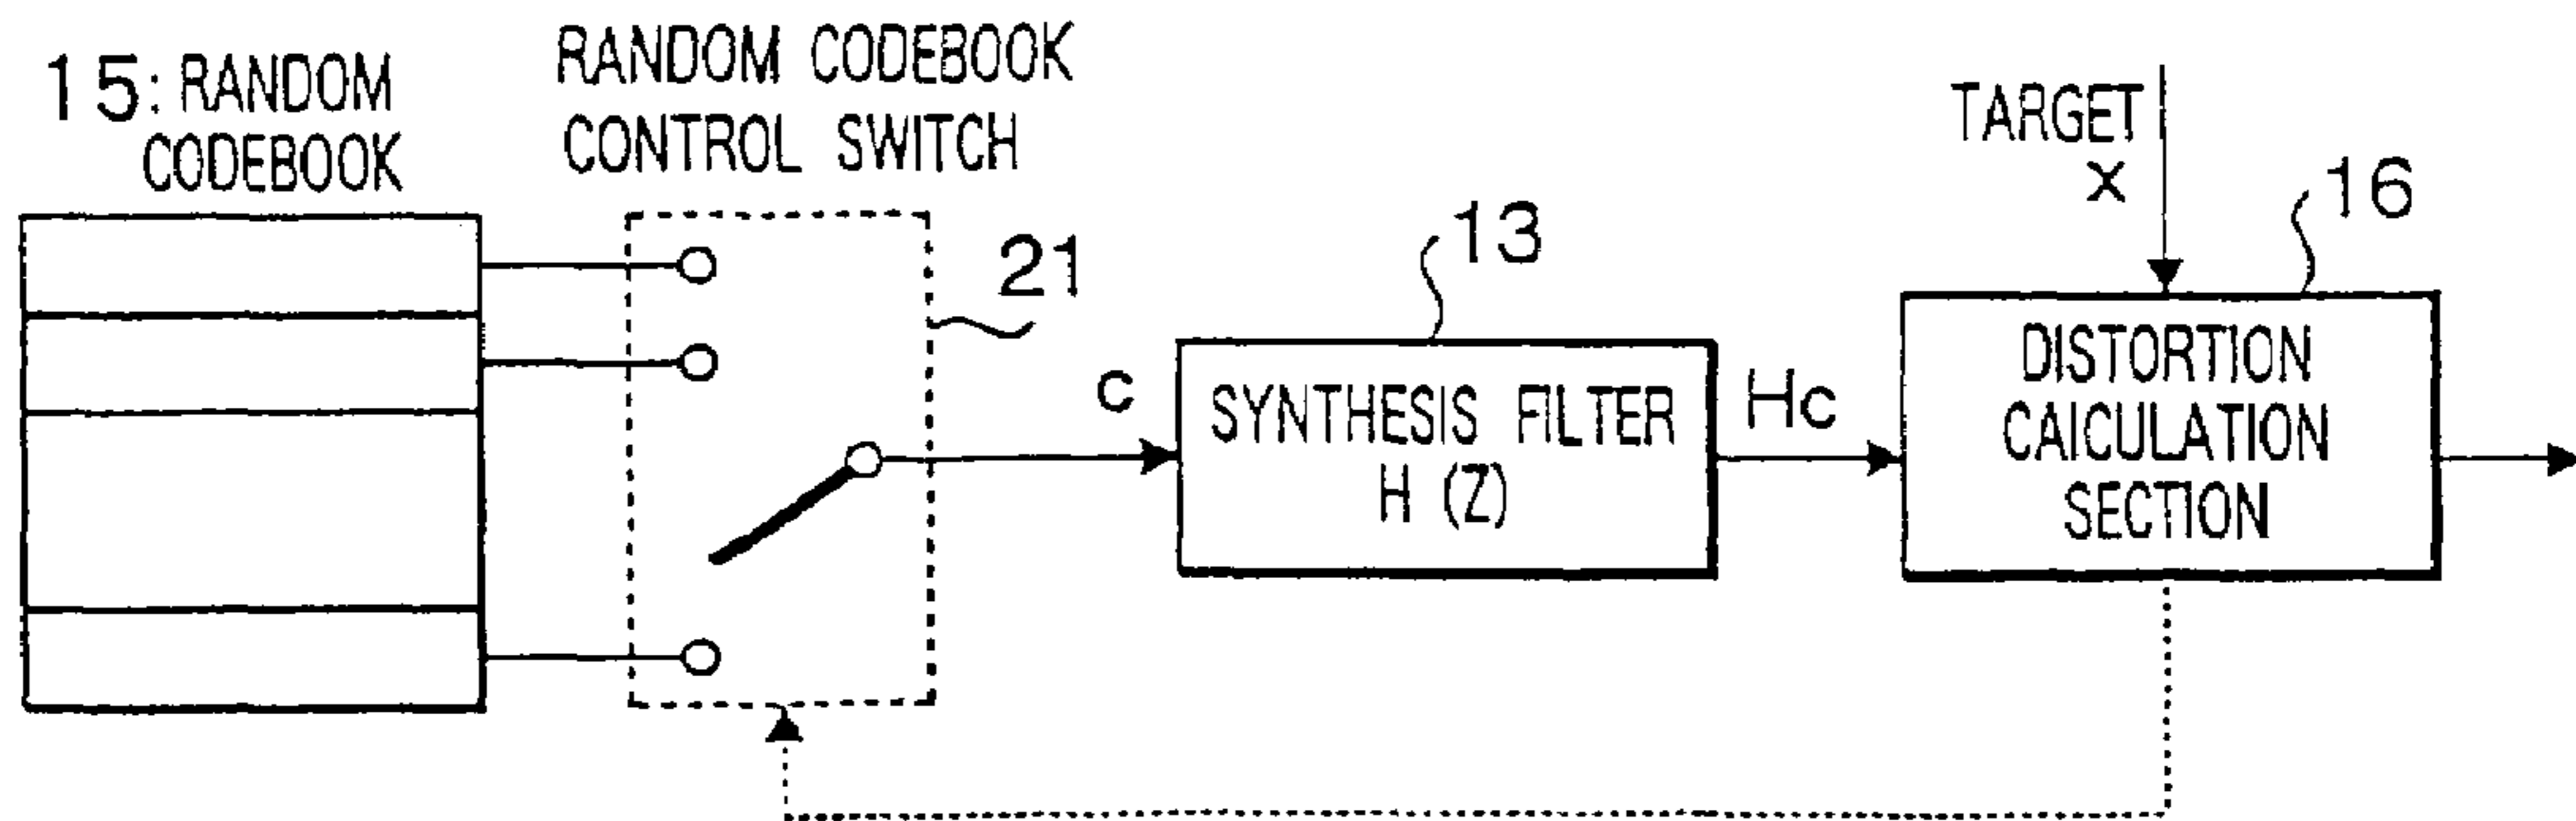 15: RANDOM
CODEBOOK
RANDOM CODEBOOK
CONTROL SWITCH
21
c
13
SYNTHESIS FILTER
H (Z)
Hc
TARGET
x
16
DISTORTION
CAICULATION
SECTION